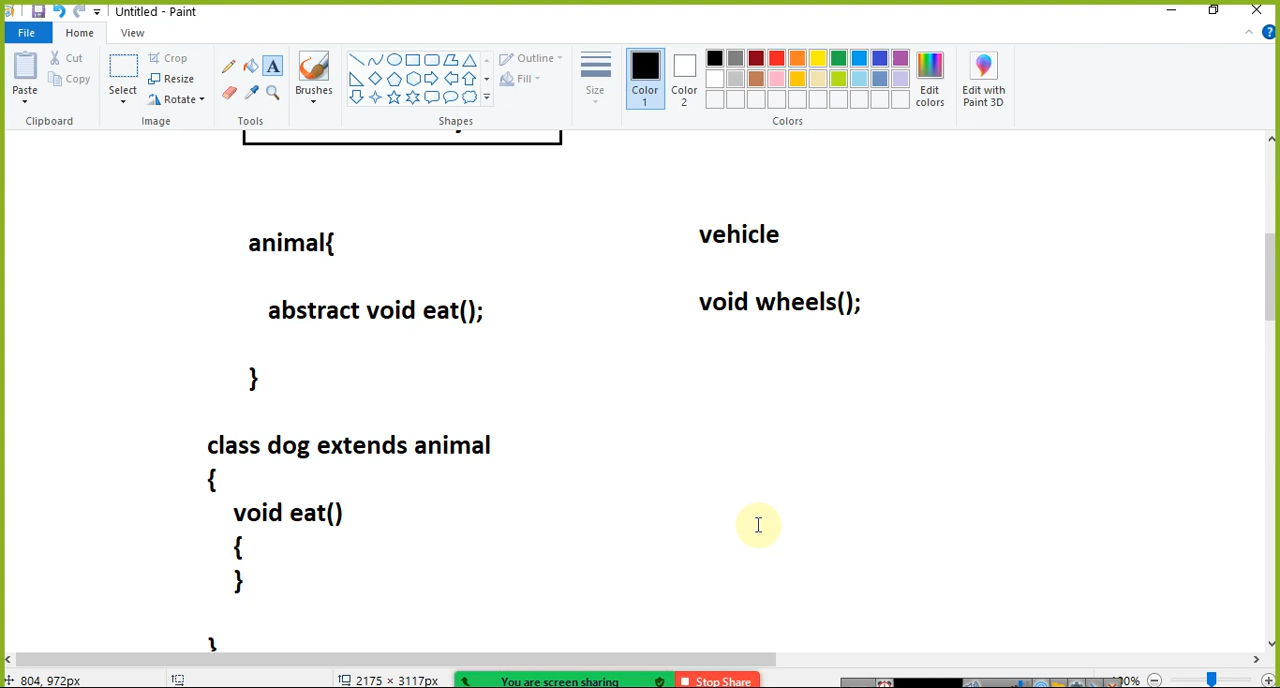 Untitled - Paint
File
Home
View
Paste
Cut
Copy
Clipboard
Select
Crop
Resize
Rotate
Image
A
Tools
Brushes
Shapes
Outline
Fill
Size
Color 1
Color 2
Edit colors
Colors
Edit with Paint 3D
animal{
abstract void eat();
}
class dog extends animal
{
void eat()
{
}
}
vehicle
void wheels();
804, 972px
2175 × 3117px
You are screen sharing
Stop Share